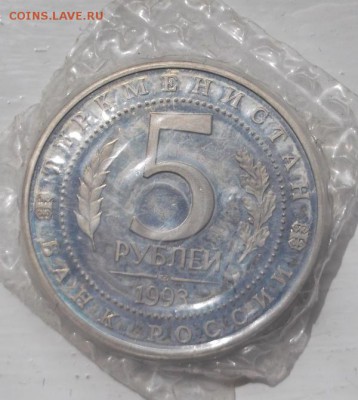 COINS.LAVE.RU
ТУРКМЕНИСТАН
5
РУБЛЕЙ
1993
БАНК РОССИИ